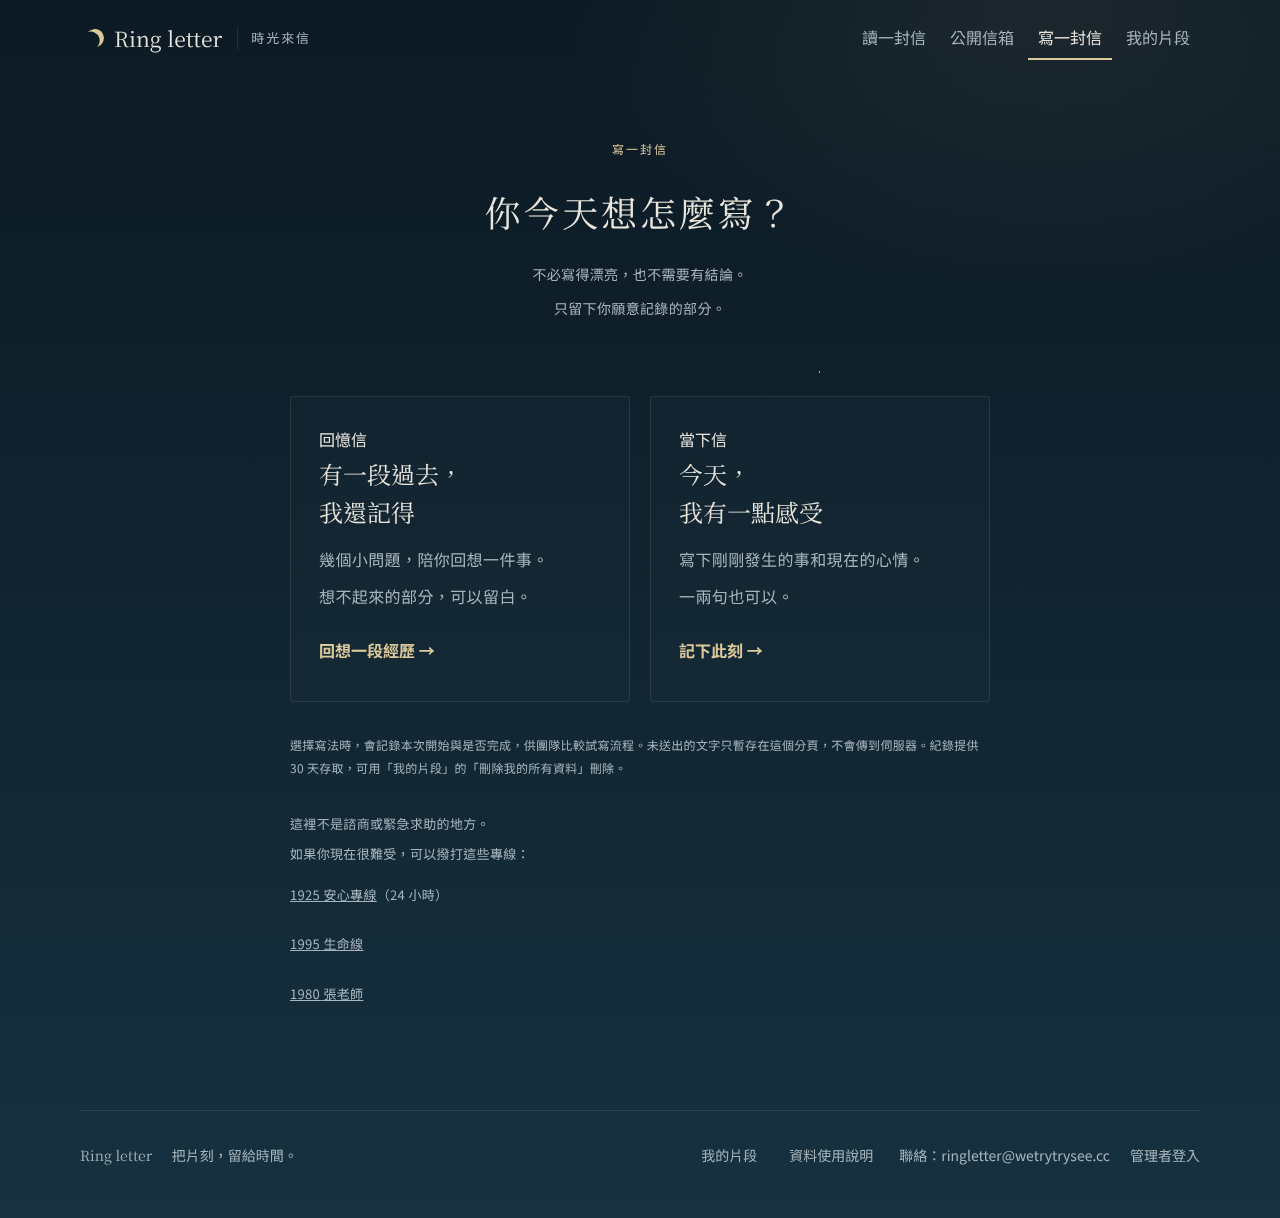 Ring letter 時光來信
讀一封信 公開信箱 寫一封信 我的片段
寫一封信
你今天想怎麼寫？
不必寫得漂亮，也不需要有結論。
只留下你願意記錄的部分。
回憶信
有一段過去，
我還記得
幾個小問題，陪你回想一件事。
想不起來的部分，可以留白。
回想一段經歷 →
當下信
今天，
我有一點感受
寫下剛剛發生的事和現在的心情。
一兩句也可以。
記下此刻 →
選擇寫法時，會記錄本次開始與是否完成，供團隊比較試寫流程。未送出的文字只暫存在這個分頁，不會傳到伺服器。紀錄提供
30 天存取，可用「我的片段」的「刪除我的所有資料」刪除。
這裡不是諮商或緊急求助的地方。
如果你現在很難受，可以撥打這些專線：
1925 安心專線（24 小時）
1995 生命線
1980 張老師
Ring letter 把片刻，留給時間。
我的片段 資料使用說明 聯絡：ringletter@wetrytrysee.cc 管理者登入